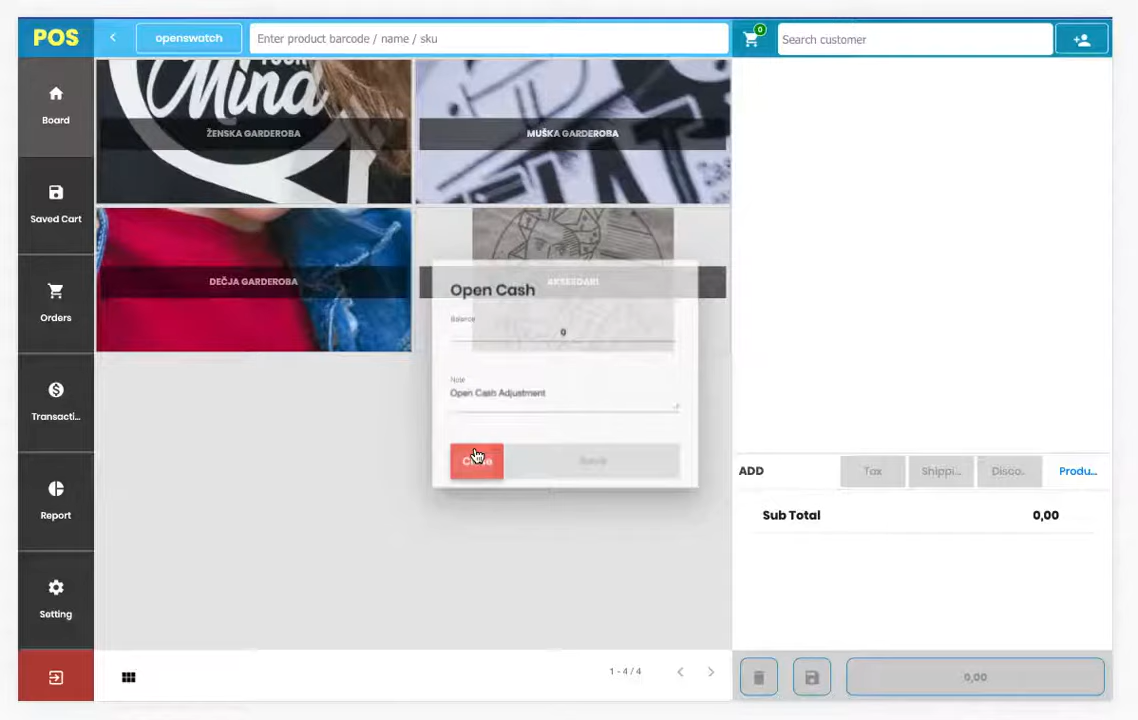 POS
openswatch
Enter product barcode / name / sku
0
Search customer
Board
Saved Cart
Orders
Transacti...
Report
Setting
Mina
ŽENSKA GARDEROBA
MUŠKA GARDEROBA
DEČJA GARDEROBA
Open Cash
Balance
0
Note
Open Cash Adjustment
Save
1 - 4 / 4
ADD
Tax
Shippi...
Disco..
Produ...
Sub Total
0,00
0,00